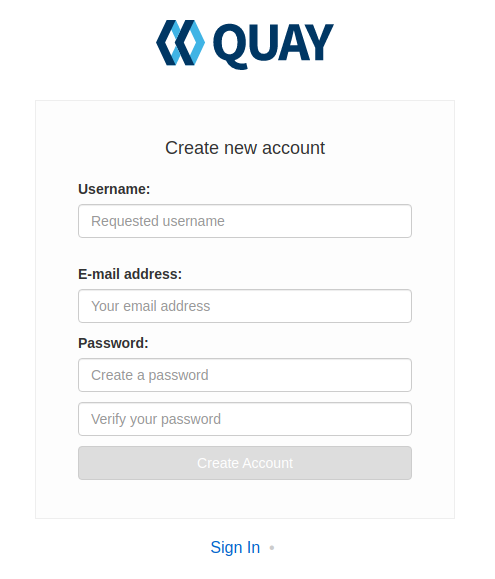 QUAY
Create new account
Username:
Requested username
E-mail address:
Your email address
Password:
Create a password
Verify your password
Create Account
Sign In